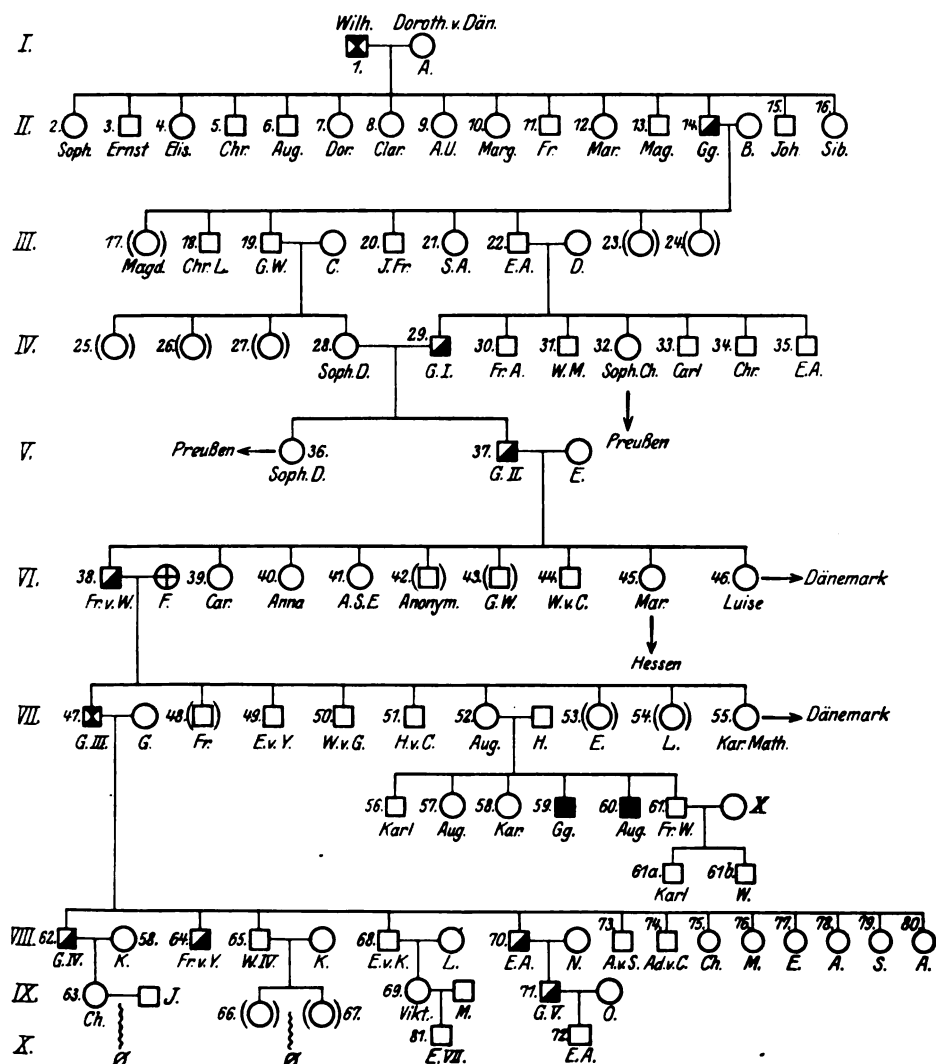 Wilh. Doroth. v. Dän.
I.
1. A.
II. 2. 3. 4. 5. 6. 7. 8. 9. 10. 11. 12. 13. 14. 15. 16.
Soph. Ernst Elis. Chr. Aug. Dor. Clar. A.U. Marg. Fr. Mar. Mag. Gg. B. Joh. Sib.
III. 17. ( ) 18. 19. 20. 21. 22. 23. ( ) 24. ( )
Magd. Chr. L. G.W. C. J. Fr. S.A. E.A. D.
IV. 25. ( ) 26. ( ) 27. ( ) 28. 29. 30. 31. 32. 33. 34. 35.
Soph. D. G. I. Fr. A. W. M. Soph. Ch. Carl Chr. E.A.
Preußen
V. Preußen 36. 37.
Soph. D. G. II. E.
VI. 38. 39. 40. 41. 42. ( ) 43. ( ) 44. 45. 46. Dänemark
Fr. v. W. F. Car. Anna A.S.E. Anonym. G.W. W. v. C. Mar. Luise
Hessen
VII. 47. 48. ( ) 49. 50. 51. 52. 53. ( ) 54. ( ) 55. Dänemark
G. III. G. Fr. E. v. Y. W. v. G. H. v. C. Aug. H. E. L. Kar. Math.
56. 57. 58. 59. 60. 61. X
Karl Aug. Kar. Gg. Aug. Fr. W.
61a. 61b.
Karl W.
VIII. 62. 58. 64. 65. 68. 70. 73. 74. 75. 76. 77. 78. 79. 80.
G. IV. K. Fr. v. Y. W. IV. K. E. v. K. L. E.A. N. A. v. S. Ad. v. C. Ch. M. E. A. S. A.
IX. 63. J. 66. ( ) ( ) 67. 69. 71.
Ch. Vikt. M. G. V. O.
X. Ø Ø 81. 72.
E. VII. E.A.